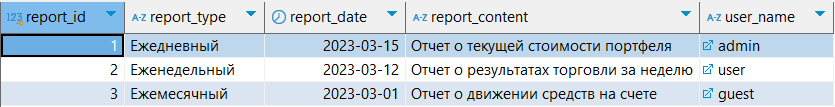 123 report_id A-Z report_type report_date A-Z report_content A-Z user_name
1 Ежедневный 2023-03-15 Отчет о текущей стоимости портфеля admin
2 Еженедельный 2023-03-12 Отчет о результатах торговли за неделю user
3 Ежемесячный 2023-03-01 Отчет о движении средств на счете guest